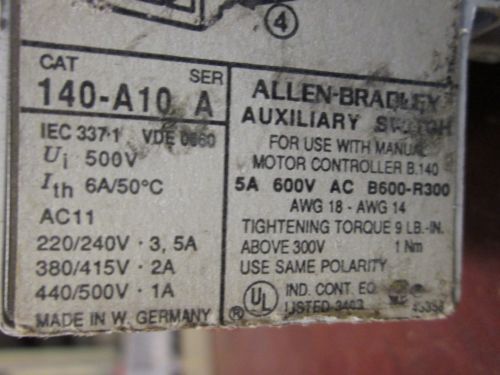 4
CAT
SER
140-A10 A
IEC 337-1 VDE 0660
Ui 500V
Ith 6A/50°C
AC11
220/240V · 3,5A
380/415V · 2A
440/500V · 1A
MADE IN W. GERMANY
ALLEN-BRADLEY
AUXILIARY SWITCH
FOR USE WITH MANUAL
MOTOR CONTROLLER B.140
5A 600V AC B600-R300
AWG 18 - AWG 14
TIGHTENING TORQUE 9 LB.-IN.
ABOVE 300V 1 Nm
USE SAME POLARITY
® UL IND. CONT. EQ.
LISTED